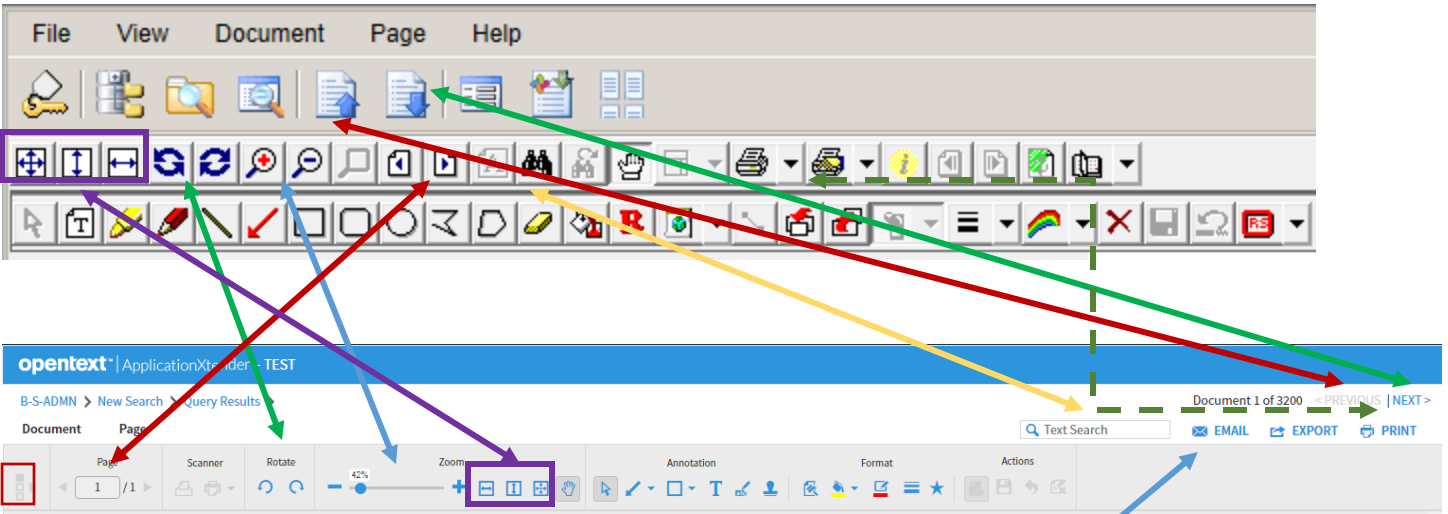 File View Document Page Help
opentext™ | ApplicationXtender - TEST
B-S-ADMN > New Search > Query Results >
Document 1 of 3200 < PREVIOUS | NEXT >
Document Page
Text Search EMAIL EXPORT PRINT
Page Scanner Rotate Zoom Annotation Format Actions
42%
1 /1
T